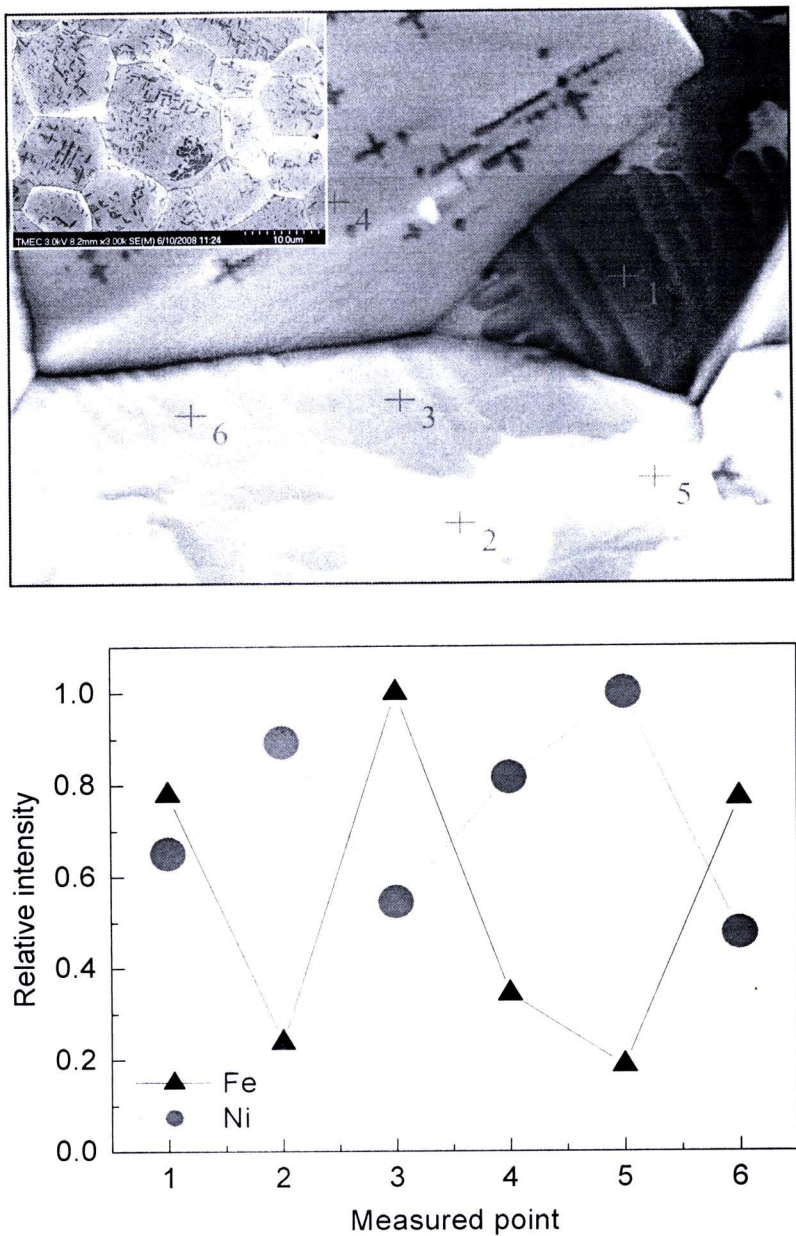 TMEC 3.0kV 8.2mm x3.00k SE(M) 6/10/2008 11:24 10.0um
4
1
3
6
5
2
1.0
0.8
0.6
0.4
0.2
0.0
Relative intensity
Fe
Ni
1 2 3 4 5 6
Measured point